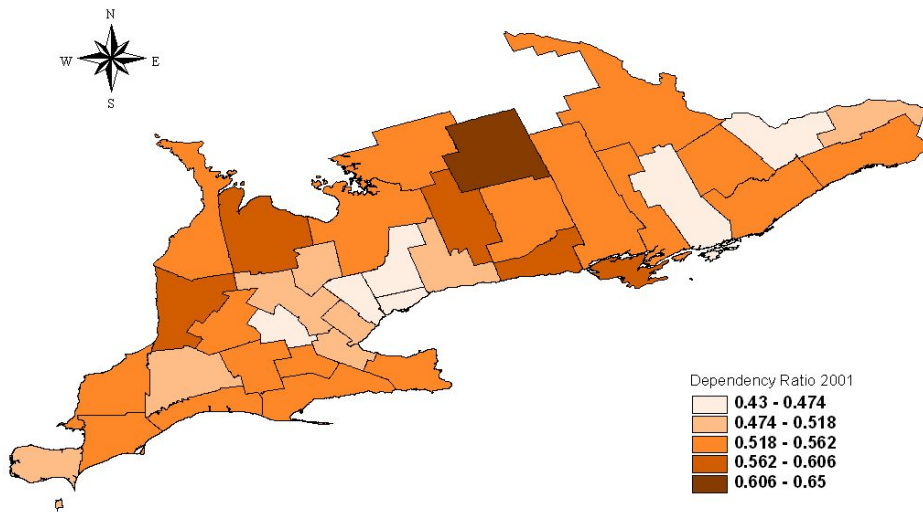 N
W E
S
Dependency Ratio 2001
0.43 - 0.474
0.474 - 0.518
0.518 - 0.562
0.562 - 0.606
0.606 - 0.65